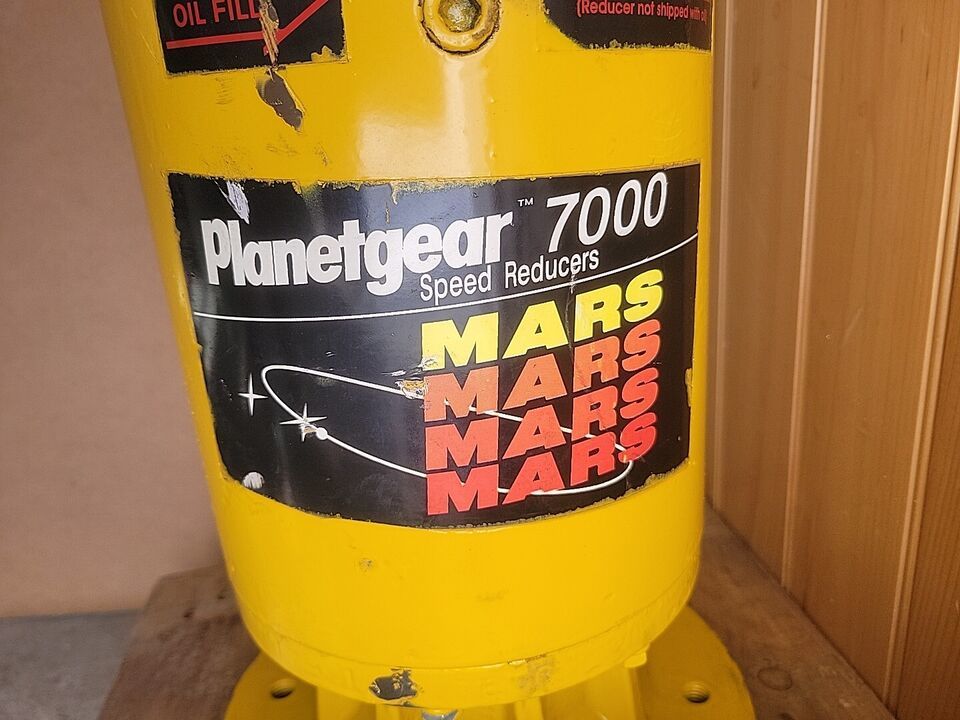 OIL FILL
(Reducer not shipped with oil)
Planetgear™ 7000
Speed Reducers
MARS
MARS
MARS
MARS